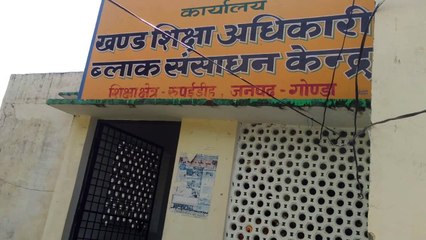 कार्यालय
खण्ड शिक्षा अधिकारी
ब्लाक संसाधन केन्द्र
शिक्षा क्षेत्र - रूपईडीह, जनपद - गोण्डा